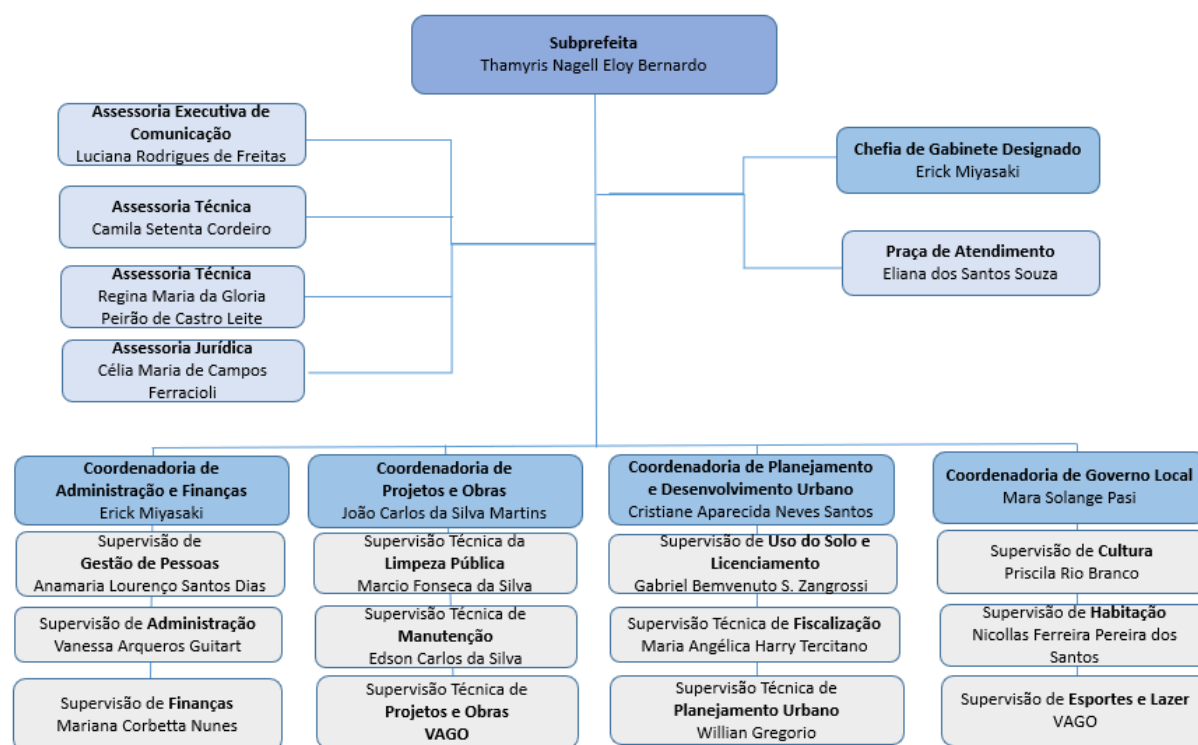 Subprefeita
Thamyris Nagell Eloy Bernardo
Assessoria Executiva de
Comunicação
Luciana Rodrigues de Freitas
Assessoria Técnica
Camila Setenta Cordeiro
Assessoria Técnica
Regina Maria da Gloria
Peirão de Castro Leite
Assessoria Jurídica
Célia Maria de Campos
Ferracioli
Chefia de Gabinete Designado
Erick Miyasaki
Praça de Atendimento
Eliana dos Santos Souza
Coordenadoria de
Administração e Finanças
Erick Miyasaki
Supervisão de
Gestão de Pessoas
Anamaria Lourenço Santos Dias
Supervisão de Administração
Vanessa Arqueros Guitart
Supervisão de Finanças
Mariana Corbetta Nunes
Coordenadoria de
Projetos e Obras
João Carlos da Silva Martins
Supervisão Técnica da
Limpeza Pública
Marcio Fonseca da Silva
Supervisão Técnica de
Manutenção
Edson Carlos da Silva
Supervisão Técnica de
Projetos e Obras
VAGO
Coordenadoria de Planejamento
e Desenvolvimento Urbano
Cristiane Aparecida Neves Santos
Supervisão de Uso do Solo e
Licenciamento
Gabriel Bemvenuto S. Zangrossi
Supervisão Técnica de Fiscalização
Maria Angélica Harry Tercitano
Supervisão Técnica de
Planejamento Urbano
Willian Gregorio
Coordenadoria de Governo Local
Mara Solange Pasi
Supervisão de Cultura
Priscila Rio Branco
Supervisão de Habitação
Nicollas Ferreira Pereira dos
Santos
Supervisão de Esportes e Lazer
VAGO